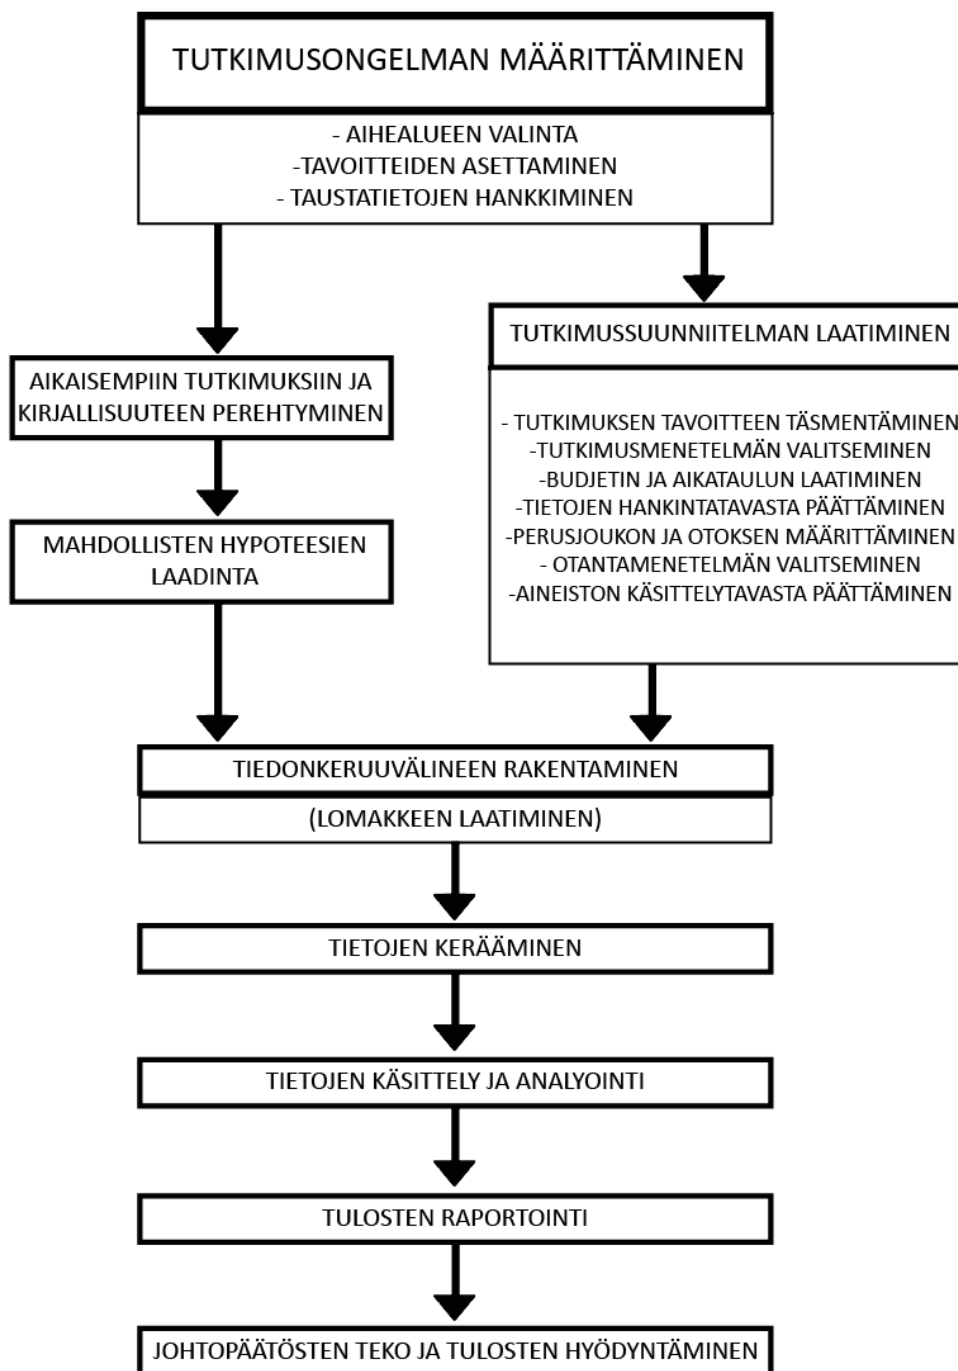 TUTKIMUSONGELMAN MÄÄRITTÄMINEN
- AIHEALUEEN VALINTA
-TAVOITTEIDEN ASETTAMINEN
- TAUSTATIETOJEN HANKKIMINEN
AIKAISEMPIIN TUTKIMUKSIIN JA
KIRJALLISUUTEEN PEREHTYMINEN
MAHDOLLISTEN HYPOTEESIEN
LAADINTA
TUTKIMUSSUUNNIITELMAN LAATIMINEN
- TUTKIMUKSEN TAVOITTEEN TÄSMENTÄMINEN
-TUTKIMUSMENETELMÄN VALITSEMINEN
-BUDJETIN JA AIKATAULUN LAATIMINEN
-TIETOJEN HANKINTATAVASTA PÄÄTTÄMINEN
-PERUSJOUKON JA OTOKSEN MÄÄRITTÄMINEN
- OTANTAMENETELMÄN VALITSEMINEN
-AINEISTON KÄSITTELYTAVASTA PÄÄTTÄMINEN
TIEDONKERUUVÄLINEEN RAKENTAMINEN
(LOMAKKEEN LAATIMINEN)
TIETOJEN KERÄÄMINEN
TIETOJEN KÄSITTELY JA ANALYOINTI
TULOSTEN RAPORTOINTI
JOHTOPÄÄTÖSTEN TEKO JA TULOSTEN HYÖDYNTÄMINEN